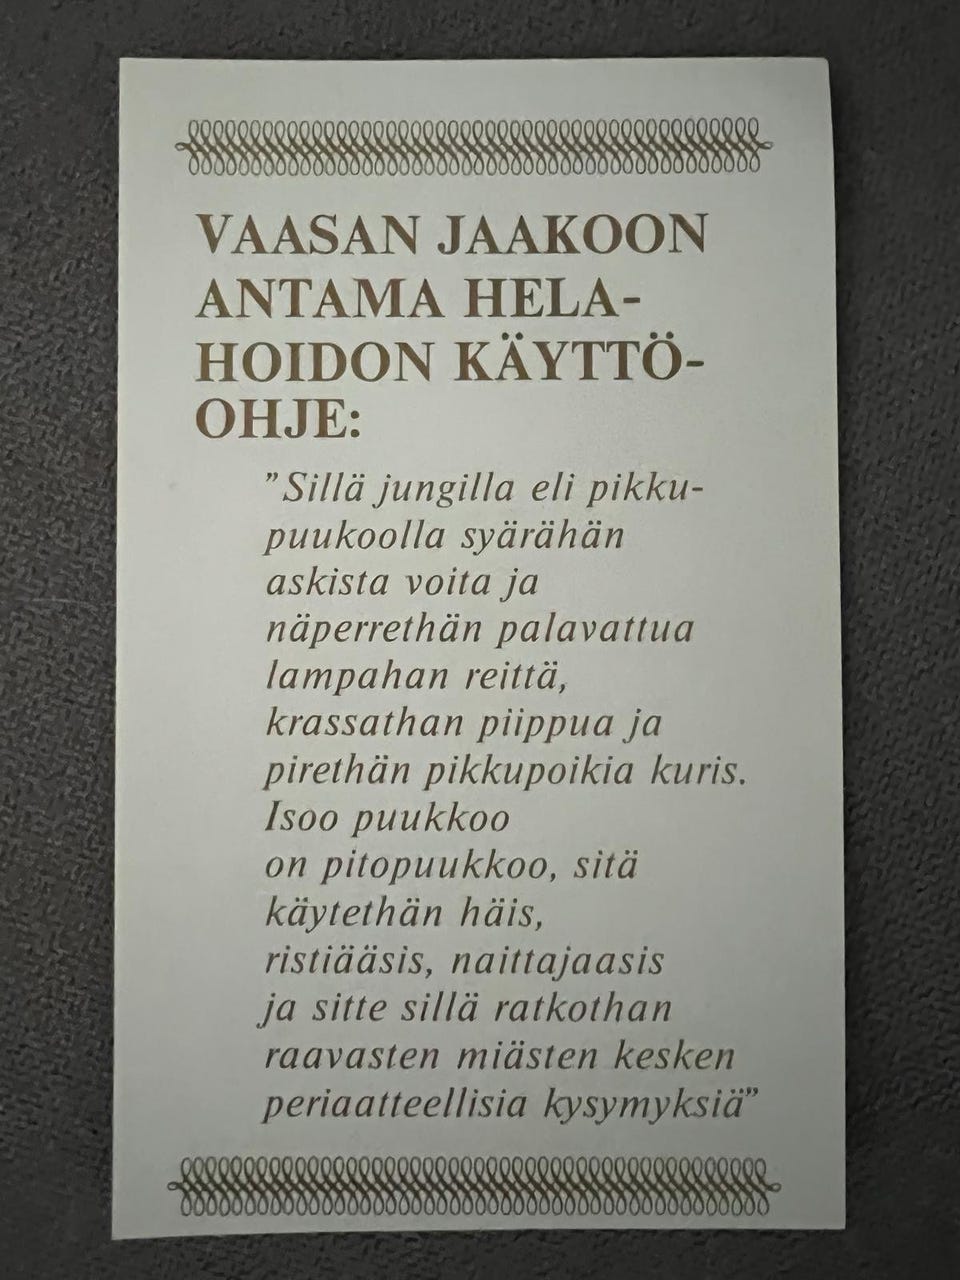 VAASAN JAAKOON
ANTAMA HELA-
HOIDON KÄYTTÖ-
OHJE:
”Sillä jungilla eli pikku-
puukoolla syärähän
askista voita ja
näperrethän palavattua
lampahan reittä,
krassathan piippua ja
pirethän pikkupoikia kuris.
Isoo puukkoo
on pitopuukkoo, sitä
käytethän häis,
ristiääsis, naittajaasis
ja sitte sillä ratkothan
raavasten miästen kesken
periaatteellisia kysymyksiä”